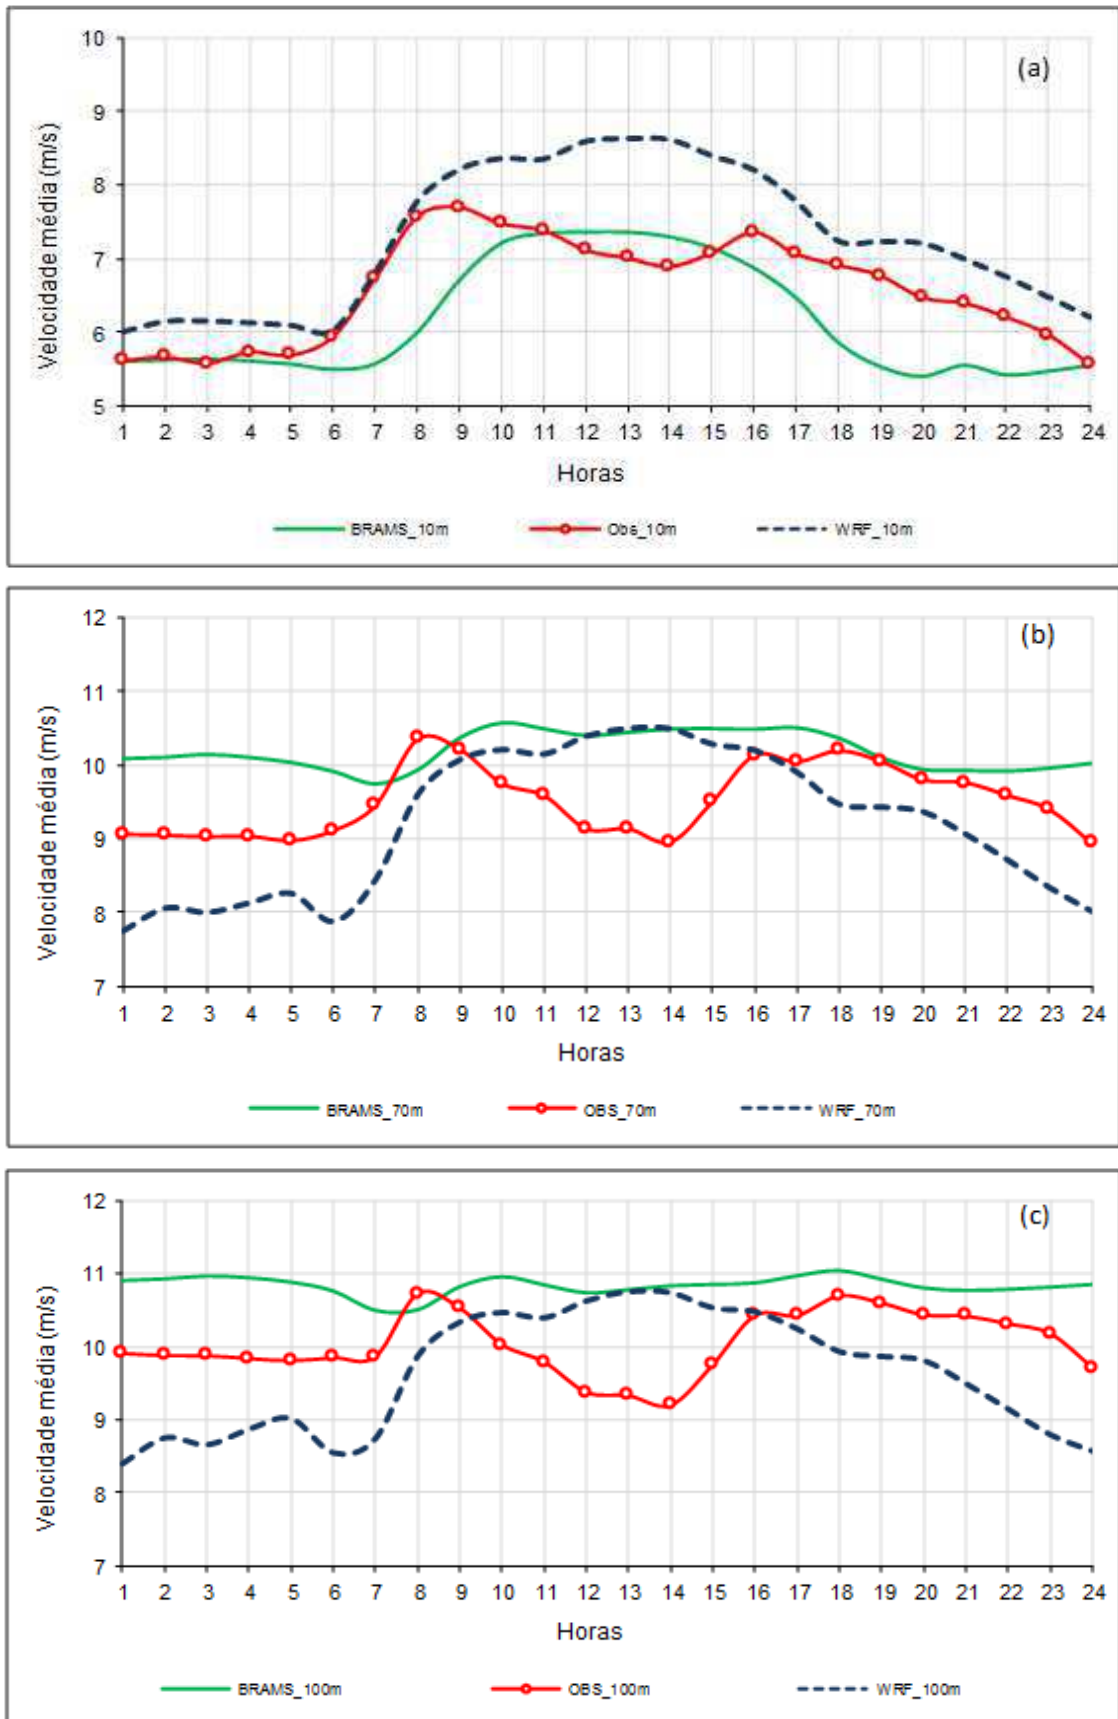 (a)
Velocidade média (m/s)
10
9
8
7
6
5
1 2 3 4 5 6 7 8 9 10 11 12 13 14 15 16 17 18 19 20 21 22 23 24
Horas
BRAMS_10m Obs_10m WRF_10m
(b)
Velocidade média (m/s)
12
11
10
9
8
7
1 2 3 4 5 6 7 8 9 10 11 12 13 14 15 16 17 18 19 20 21 22 23 24
Horas
BRAMS_70m OBS_70m WRF_70m
(c)
Velocidade média (m/s)
12
11
10
9
8
7
1 2 3 4 5 6 7 8 9 10 11 12 13 14 15 16 17 18 19 20 21 22 23 24
Horas
BRAMS_100m OBS_100m WRF_100m